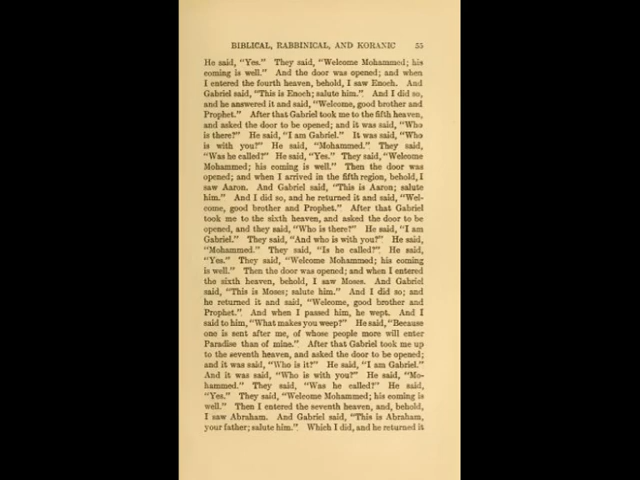 BIBLICAL, RABBINICAL, AND KORANIC 55
He said, "Yes." They said, "Welcome Mohammed; his
coming is well." And the door was opened; and when
I entered the fourth heaven, behold, I saw Enoch. And
Gabriel said, "This is Enoch; salute him." And I did so,
and he answered it and said, "Welcome, good brother and
Prophet." After that Gabriel took me to the fifth heaven,
and asked the door to be opened; and it was said, "Who
is there?" He said, "I am Gabriel." It was said, "Who
is with you?" He said, "Mohammed." They said,
"Was he called?" He said, "Yes." They said, "Welcome
Mohammed; his coming is well." Then the door was
opened; and when I arrived in the fifth region, behold, I
saw Aaron. And Gabriel said, "This is Aaron; salute
him." And I did so, and he returned it and said, "Wel-
come, good brother and Prophet." After that Gabriel
took me to the sixth heaven, and asked the door to be
opened, and they said, "Who is there?" He said, "I am
Gabriel." They said, "And who is with you?" He said,
"Mohammed." They said, "Is he called?" He said,
"Yes." They said, "Welcome Mohammed; his coming
is well." Then the door was opened; and when I entered
the sixth heaven, behold, I saw Moses. And Gabriel
said, "This is Moses; salute him." And I did so; and
he returned it and said, "Welcome, good brother and
Prophet." And when I passed him, he wept. And I
said to him, "What makes you weep?" He said, "Because
one is sent after me, of whose people more will enter
Paradise than of mine." After that Gabriel took me up
to the seventh heaven, and asked the door to be opened;
and it was said, "Who is it?" He said, "I am Gabriel."
And it was said, "Who is with you?" He said, "Mo-
hammed." They said, "Was he called?" He said,
"Yes." They said, "Welcome Mohammed; his coming is
well." Then I entered the seventh heaven, and, behold,
I saw Abraham. And Gabriel said, "This is Abraham,
your father; salute him." Which I did, and he returned it